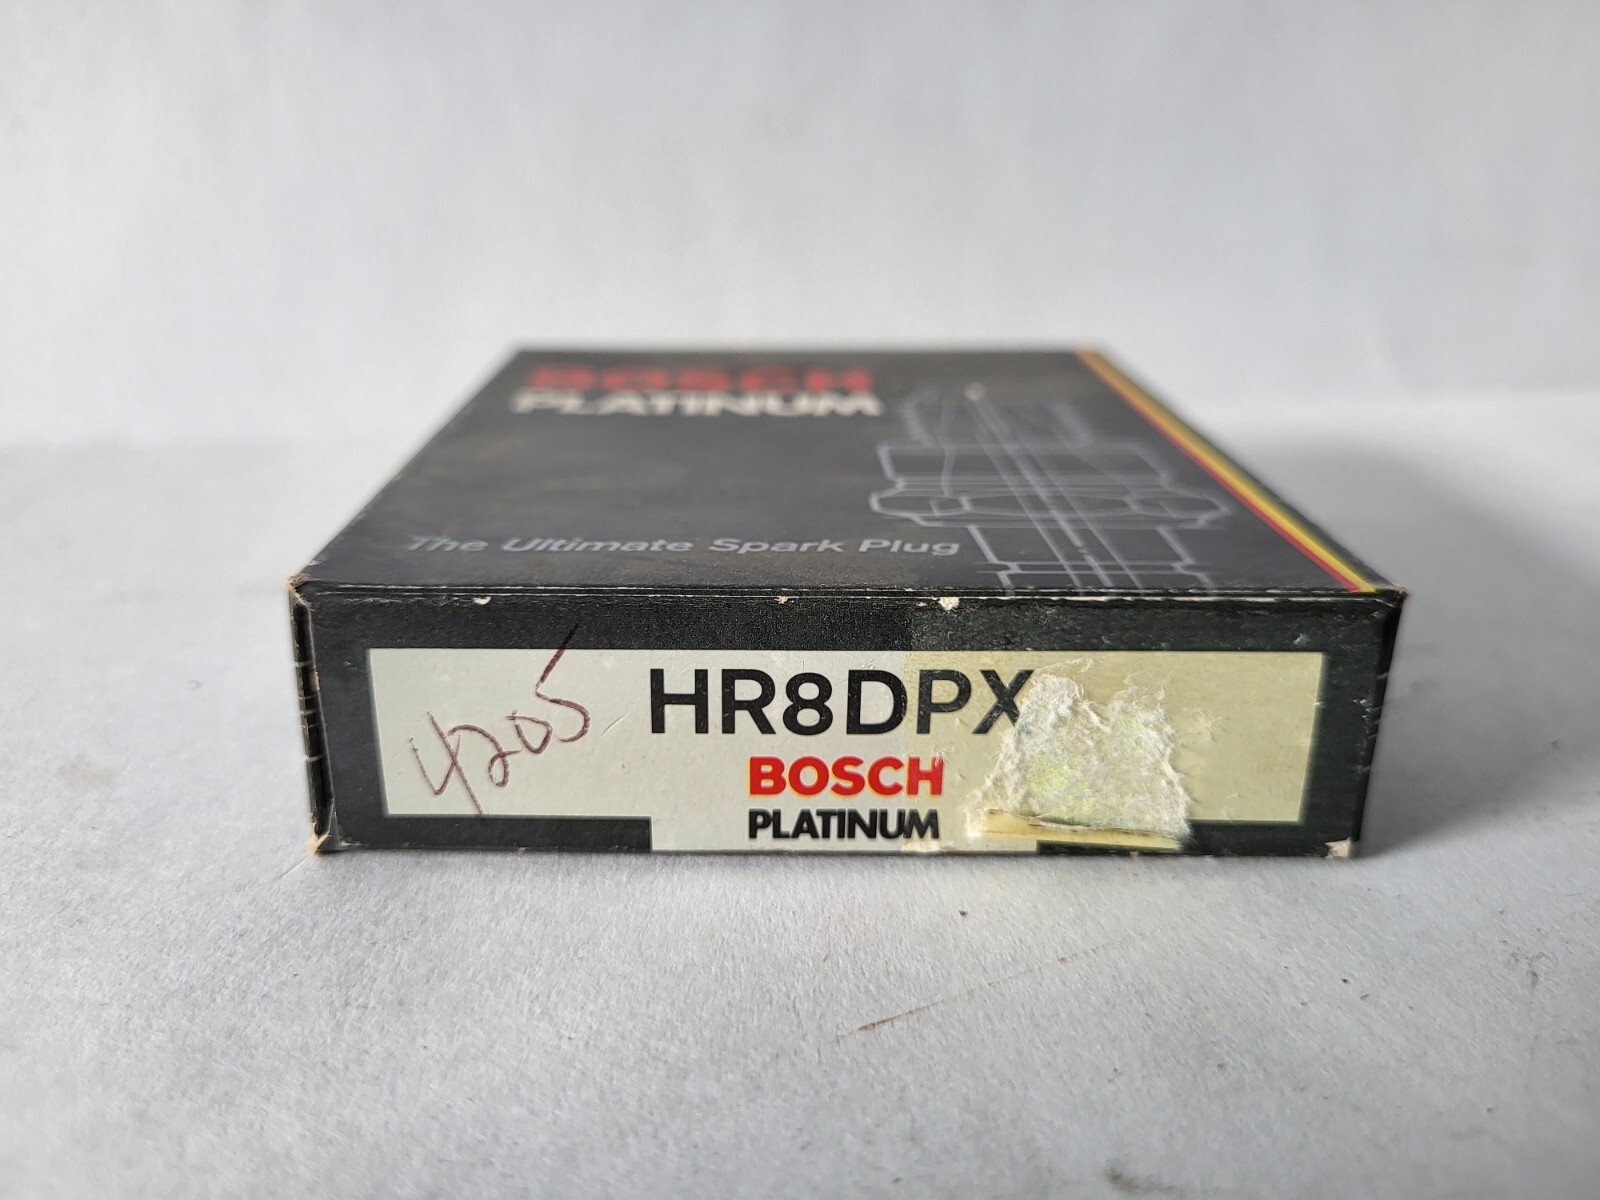 BOSCH
PLATINUM
The Ultimate Spark Plug
4205
HR8DPX
BOSCH
PLATINUM